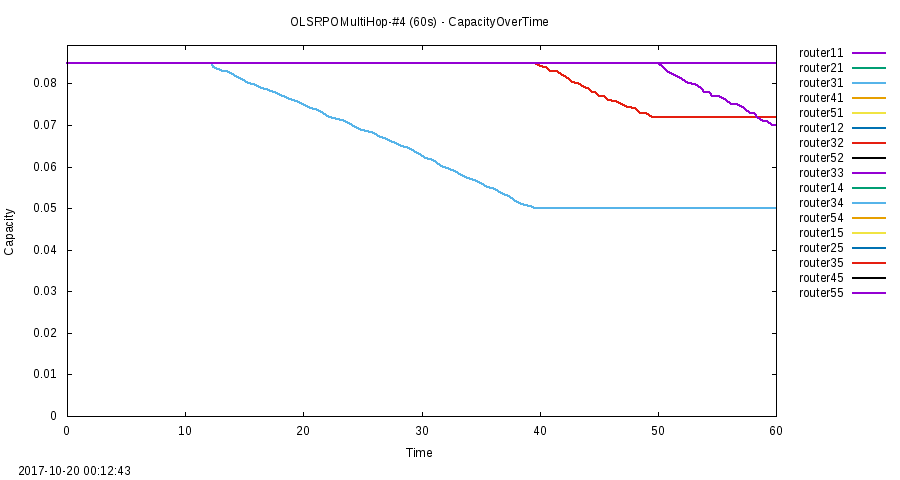 OLSRPOMultiHop-#4 (60s) - CapacityOverTime
router11
router21
router31
router41
router51
router12
router32
router52
router33
router14
router34
router54
router15
router25
router35
router45
router55
Capacity
0.08
0.07
0.06
0.05
0.04
0.03
0.02
0.01
0
0 10 20 30 40 50 60
Time
2017-10-20 00:12:43